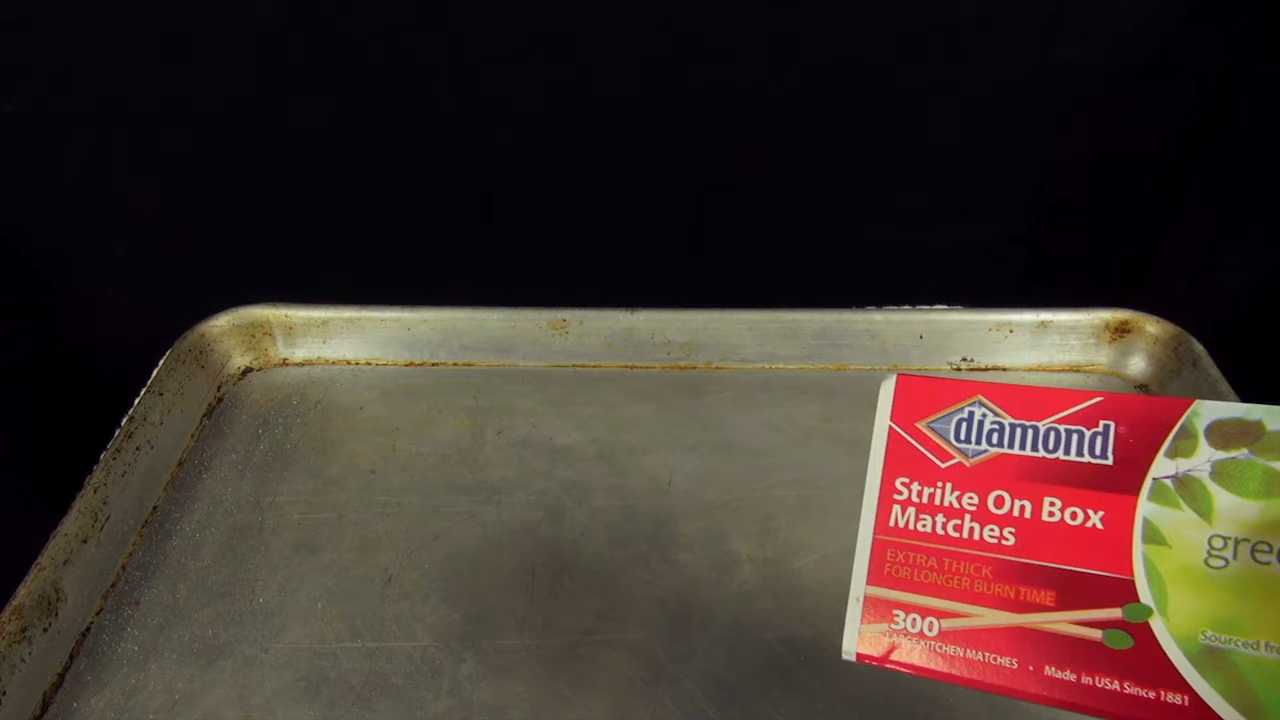 diamond
Strike On Box
Matches
EXTRA THICK
FOR LONGER BURN TIME
300
LARGE KITCHEN MATCHES • Made in USA Since 1881
gree
Sourced fr